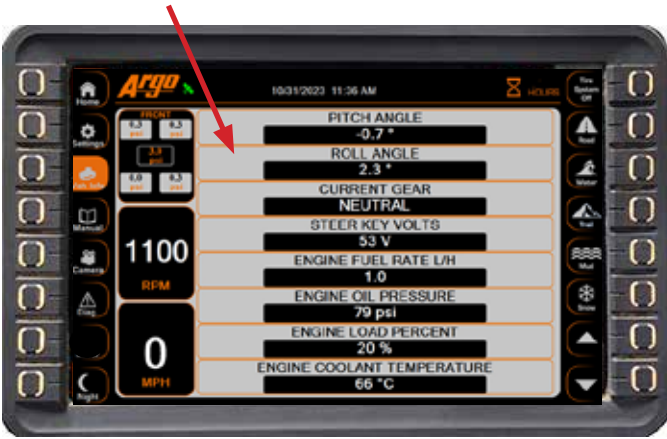 Argo
10/31/2023 11:36 AM
HOURS
Home
Settings
Veh. Info
Manual
Camera
Diag
Night
FRONT
0.3 psi 0.3 psi
3.3 psi
0.0 psi 0.3 psi
1100
RPM
0
MPH
PITCH ANGLE
-0.7 °
ROLL ANGLE
2.3 °
CURRENT GEAR
NEUTRAL
STEER KEY VOLTS
53 V
ENGINE FUEL RATE L/H
1.0
ENGINE OIL PRESSURE
79 psi
ENGINE LOAD PERCENT
20 %
ENGINE COOLANT TEMPERATURE
66 °C
Tire
System
Off
Road
Water
Trail
Mud
Snow